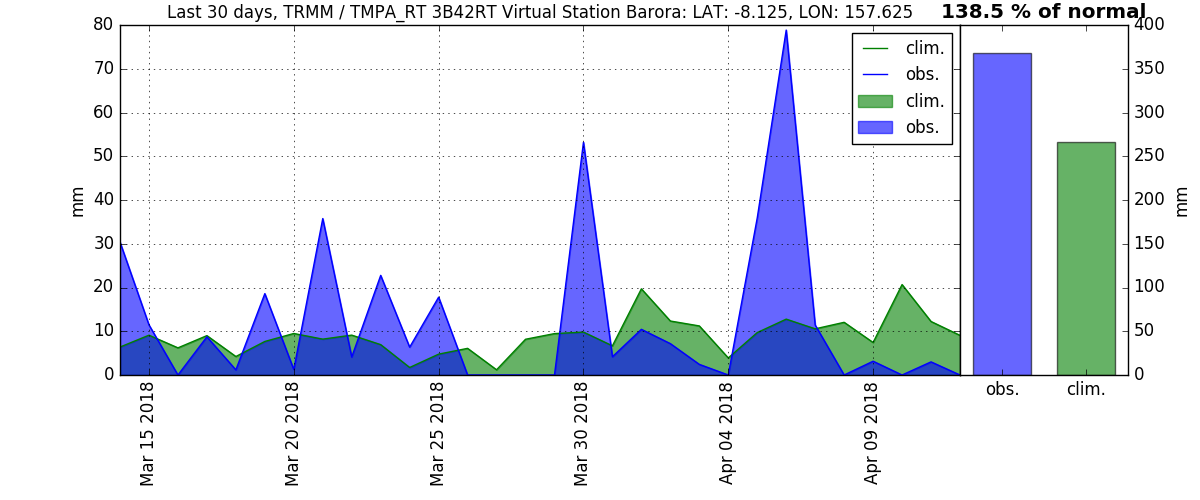 Last 30 days, TRMM / TMPA_RT 3B42RT Virtual Station Barora: LAT: -8.125, LON: 157.625
138.5 % of normal
80
70
60
50
40
30
20
10
0
mm
clim.
obs.
clim.
obs.
400
350
300
250
200
150
100
50
0
mm
obs.
clim.
Mar 15 2018
Mar 20 2018
Mar 25 2018
Mar 30 2018
Apr 04 2018
Apr 09 2018